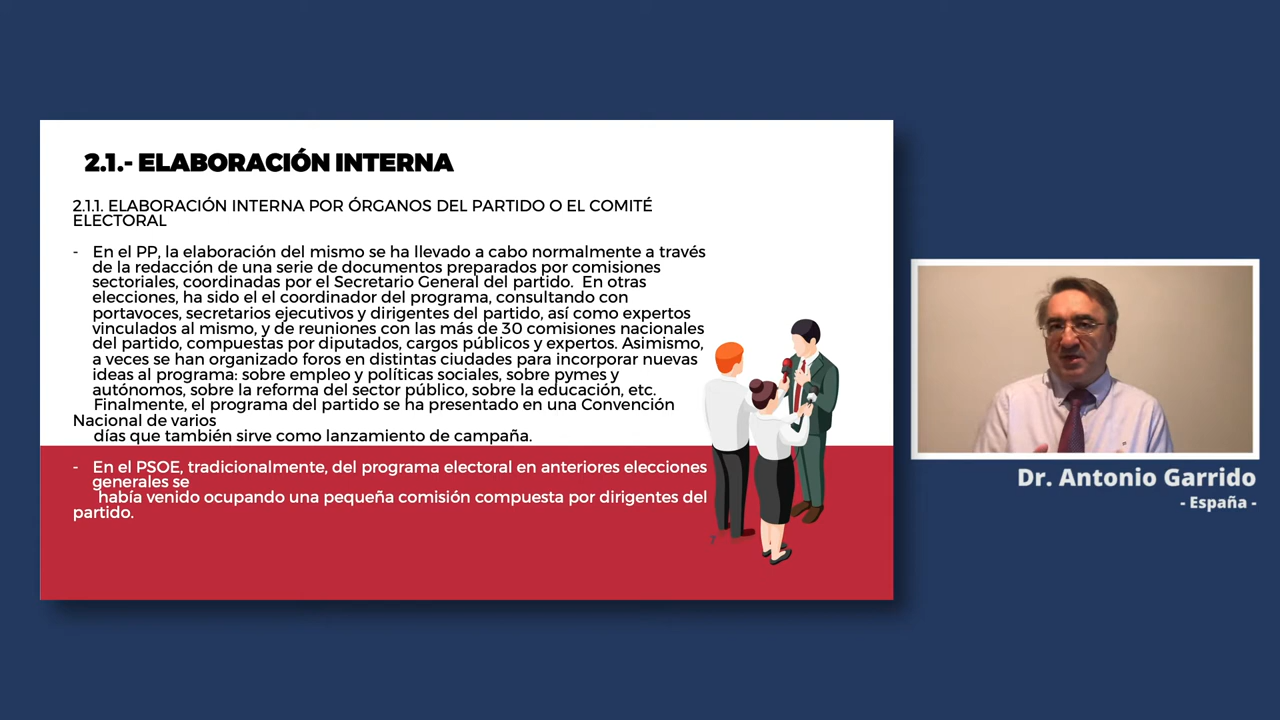 2.1.- ELABORACIÓN INTERNA
2.1.1. ELABORACIÓN INTERNA POR ÓRGANOS DEL PARTIDO O EL COMITÉ
ELECTORAL
- En el PP, la elaboración del mismo se ha llevado a cabo normalmente a través
de la redacción de una serie de documentos preparados por comisiones
sectoriales, coordinadas por el Secretario General del partido. En otras
elecciones, ha sido el el coordinador del programa, consultando con
portavoces, secretarios ejecutivos y dirigentes del partido, así como expertos
vinculados al mismo, y de reuniones con las más de 30 comisiones nacionales
del partido, compuestas por diputados, cargos públicos y expertos. Asimismo,
a veces se han organizado foros en distintas ciudades para incorporar nuevas
ideas al programa: sobre empleo y políticas sociales, sobre pymes y
autónomos, sobre la reforma del sector público, sobre la educación, etc.
Finalmente, el programa del partido se ha presentado en una Convención
Nacional de varios
días que también sirve como lanzamiento de campaña.
- En el PSOE, tradicionalmente, del programa electoral en anteriores elecciones
generales se
había venido ocupando una pequeña comisión compuesta por dirigentes del
partido.
7
Dr. Antonio Garrido
- España -